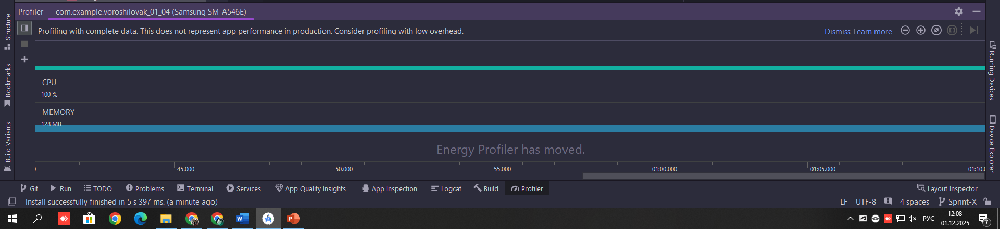 Profiler com.example.voroshilovak_01_04 (Samsung SM-A546E)
Structure
Bookmarks
Build Variants
Profiling with complete data. This does not represent app performance in production. Consider profiling with low overhead. Dismiss Learn more
CPU
100 %
MEMORY
128 MB
Energy Profiler has moved.
45.000 50.000 55.000 01:00.000 01:05.000 01:10.0
Running Devices
Device Explorer
Git Run TODO Problems Terminal Services App Quality Insights App Inspection Logcat Build Profiler Layout Inspector
Install successfully finished in 5 s 397 ms. (a minute ago) LF UTF-8 4 spaces Sprint-X
РУС 12:08
01.12.2025 7